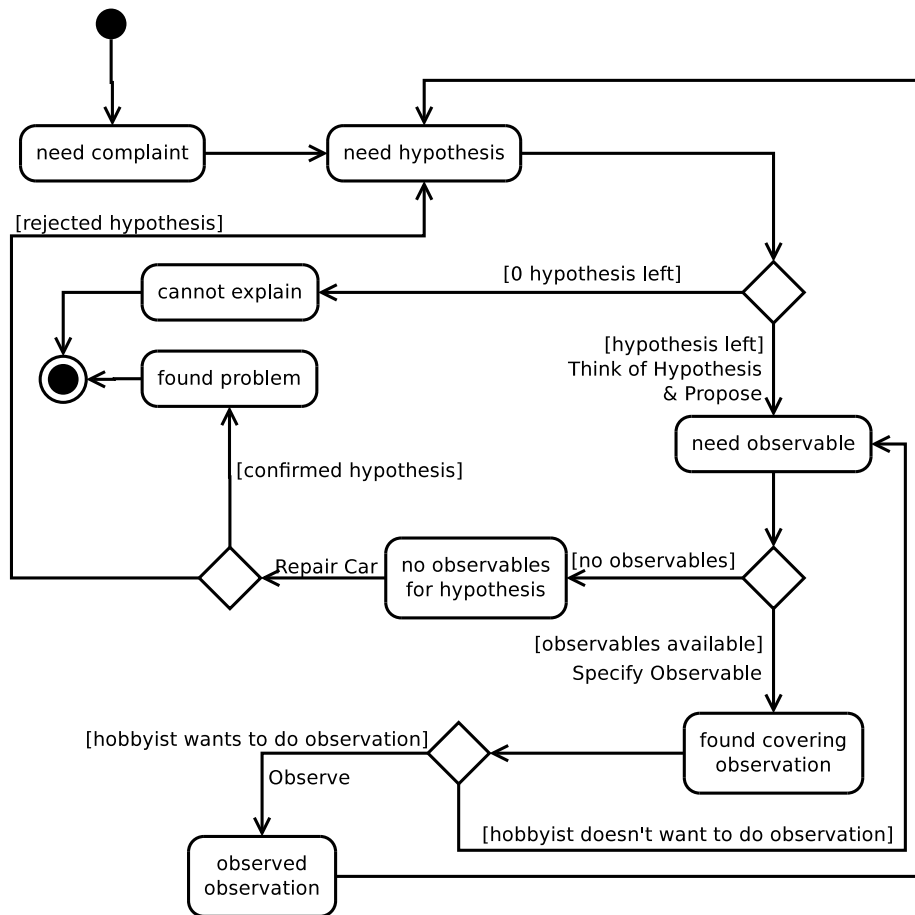 need complaint
need hypothesis
[rejected hypothesis]
[0 hypothesis left]
cannot explain
[hypothesis left]
Think of Hypothesis
& Propose
found problem
need observable
[confirmed hypothesis]
[no observables]
no observables
for hypothesis
Repair Car
[observables available]
Specify Observable
found covering
observation
[hobbyist wants to do observation]
Observe
[hobbyist doesn't want to do observation]
observed
observation